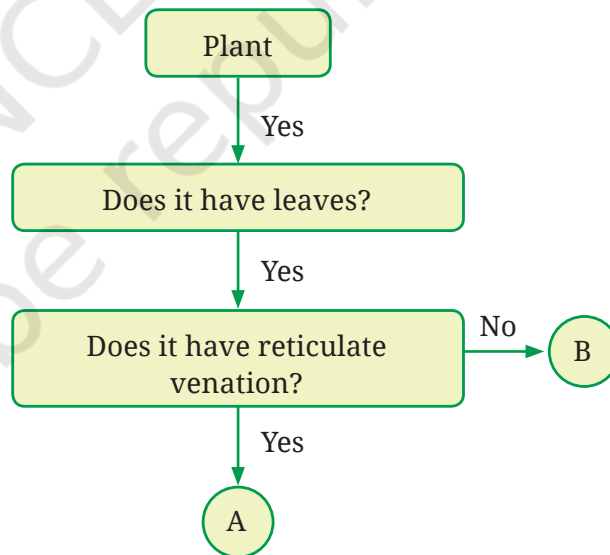 Plant
Yes
Does it have leaves?
Yes
Does it have reticulate
venation?
No
B
Yes
A